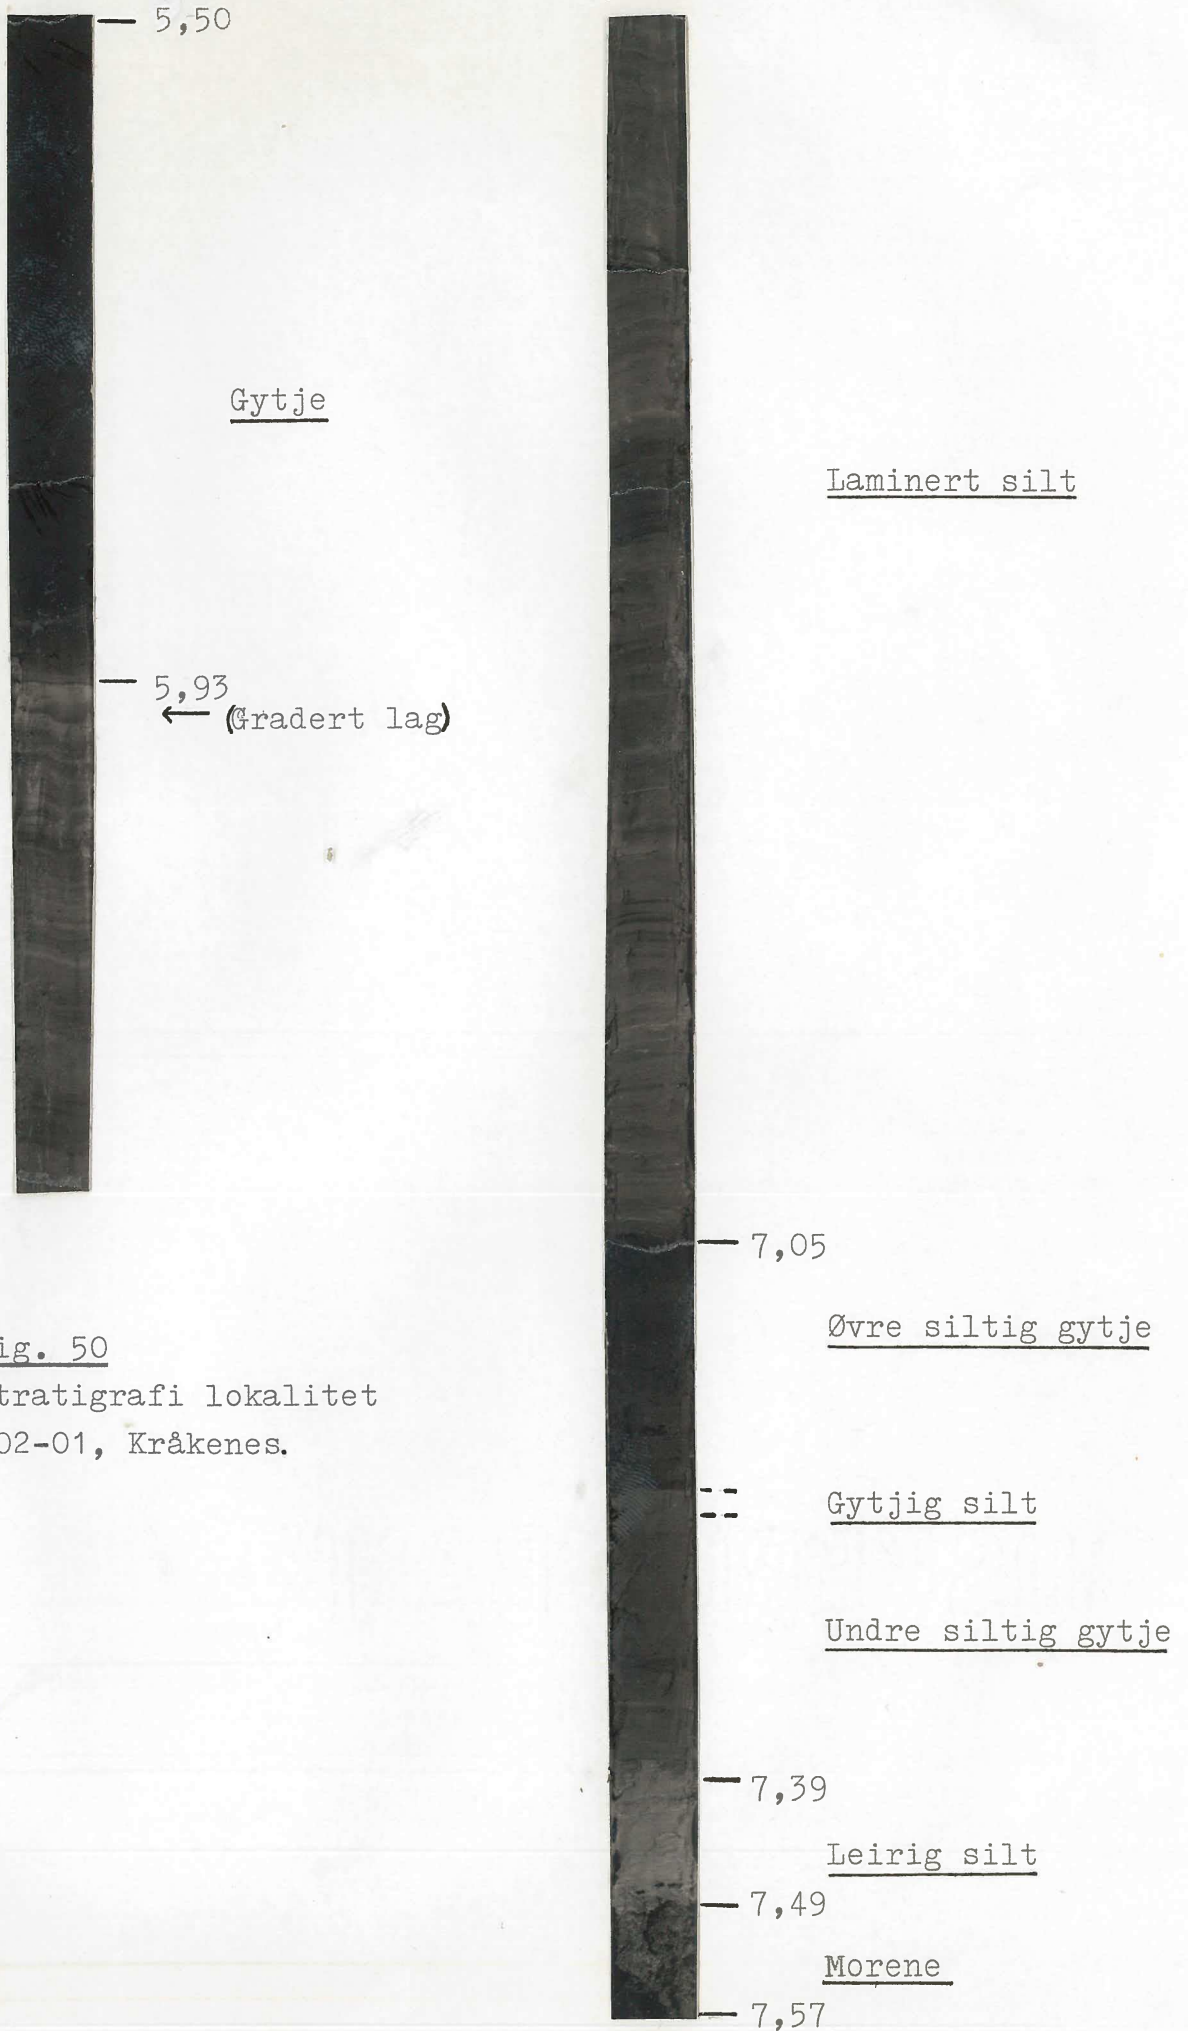 5,50
Gytje
5,93
(Gradert lag)
ig. 50
tratigrafi lokalitet
02-01, Kråkenes.
Laminert silt
7,05
Øvre siltig gytje
Gytjig silt
Undre siltig gytje
7,39
Leirig silt
7,49
Morene
7,57